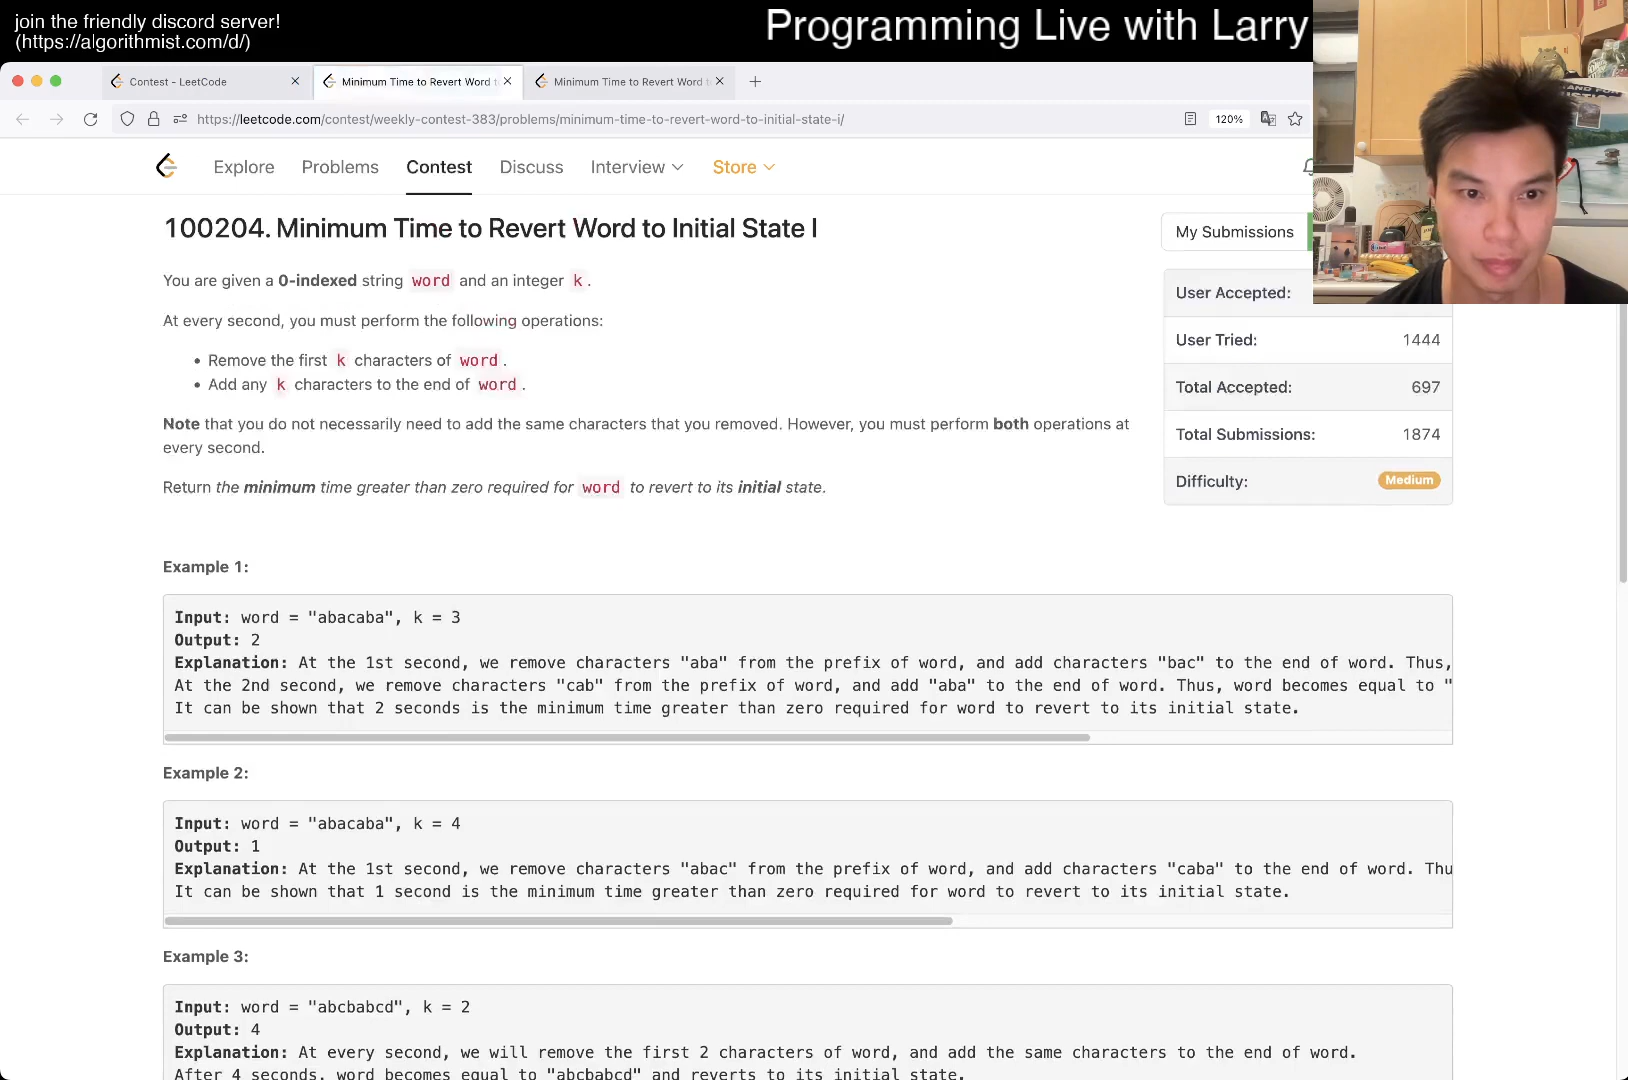 join the friendly discord server!
(https://algorithmist.com/d/)
Programming Live with Larry
Contest - LeetCode
Minimum Time to Revert Word t
Minimum Time to Revert Word t
https://leetcode.com/contest/weekly-contest-383/problems/minimum-time-to-revert-word-to-initial-state-i/
120%
Explore Problems Contest Discuss Interview Store
100204. Minimum Time to Revert Word to Initial State I
My Submissions
You are given a 0-indexed string word and an integer k.
At every second, you must perform the following operations:
• Remove the first k characters of word.
• Add any k characters to the end of word.
Note that you do not necessarily need to add the same characters that you removed. However, you must perform both operations at
every second.
Return the minimum time greater than zero required for word to revert to its initial state.
User Accepted:
User Tried: 1444
Total Accepted: 697
Total Submissions: 1874
Difficulty: Medium
Example 1:
Input: word = "abacaba", k = 3
Output: 2
Explanation: At the 1st second, we remove characters "aba" from the prefix of word, and add characters "bac" to the end of word. Thus,
At the 2nd second, we remove characters "cab" from the prefix of word, and add "aba" to the end of word. Thus, word becomes equal to "
It can be shown that 2 seconds is the minimum time greater than zero required for word to revert to its initial state.
Example 2:
Input: word = "abacaba", k = 4
Output: 1
Explanation: At the 1st second, we remove characters "abac" from the prefix of word, and add characters "caba" to the end of word. Thu
It can be shown that 1 second is the minimum time greater than zero required for word to revert to its initial state.
Example 3:
Input: word = "abcbabcd", k = 2
Output: 4
Explanation: At every second, we will remove the first 2 characters of word, and add the same characters to the end of word.
After 4 seconds, word becomes equal to "abcbabcd" and reverts to its initial state.